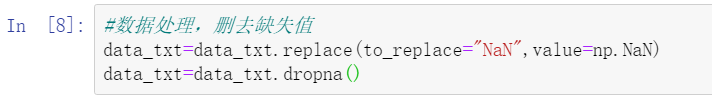 In [8]: #数据处理，删去缺失值
data_txt=data_txt.replace(to_replace="NaN",value=np.NaN)
data_txt=data_txt.dropna()